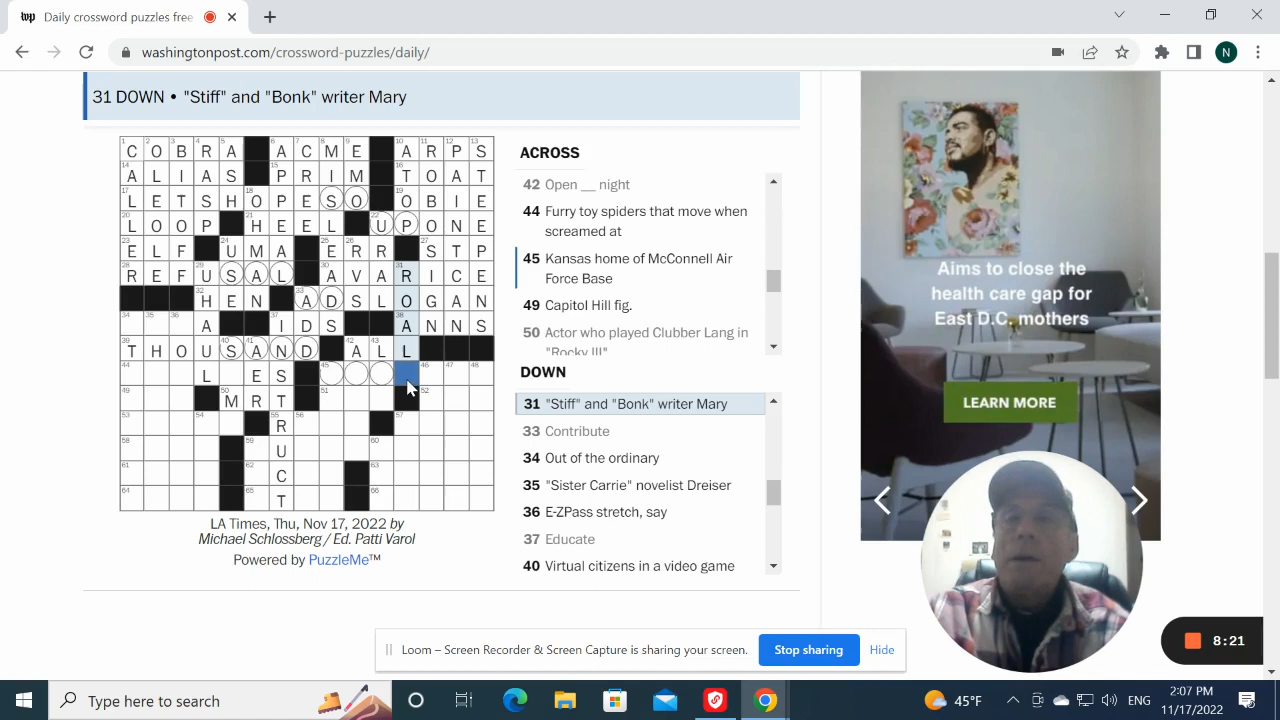 Daily crossword puzzles free
washingtonpost.com/crossword-puzzles/daily/
N
31 DOWN • "Stiff" and "Bonk" writer Mary
C O B R A A C M E A R P S
A L I A S P R I M O A T
L E T S H O P E S O O B I E
L O O P H E E L U P O N E
E L F U M A E R R S T P
R E F U S A L A V A R I C E
H E N A D S L O G A N
A I D S A N N S
T H O U S A N D A L L
L E S
M R T
R
U
C
T
LA Times, Thu, Nov 17, 2022 by
Michael Schlossberg / Ed. Patti Varol
Powered by PuzzleMe™
ACROSS
42 Open __ night
44 Furry toy spiders that move when
screamed at
45 Kansas home of McConnell Air
Force Base
49 Capitol Hill fig.
50 Actor who played Clubber Lang in
"Rocky III"
DOWN
31 "Stiff" and "Bonk" writer Mary
33 Contribute
34 Out of the ordinary
35 "Sister Carrie" novelist Dreiser
36 E-ZPass stretch, say
37 Educate
40 Virtual citizens in a video game
Aims to close the
health care gap for
East D.C. mothers
LEARN MORE
8:21
Loom – Screen Recorder & Screen Capture is sharing your screen.
Stop sharing
Hide
Type here to search
45°F
ENG
2:07 PM
11/17/2022